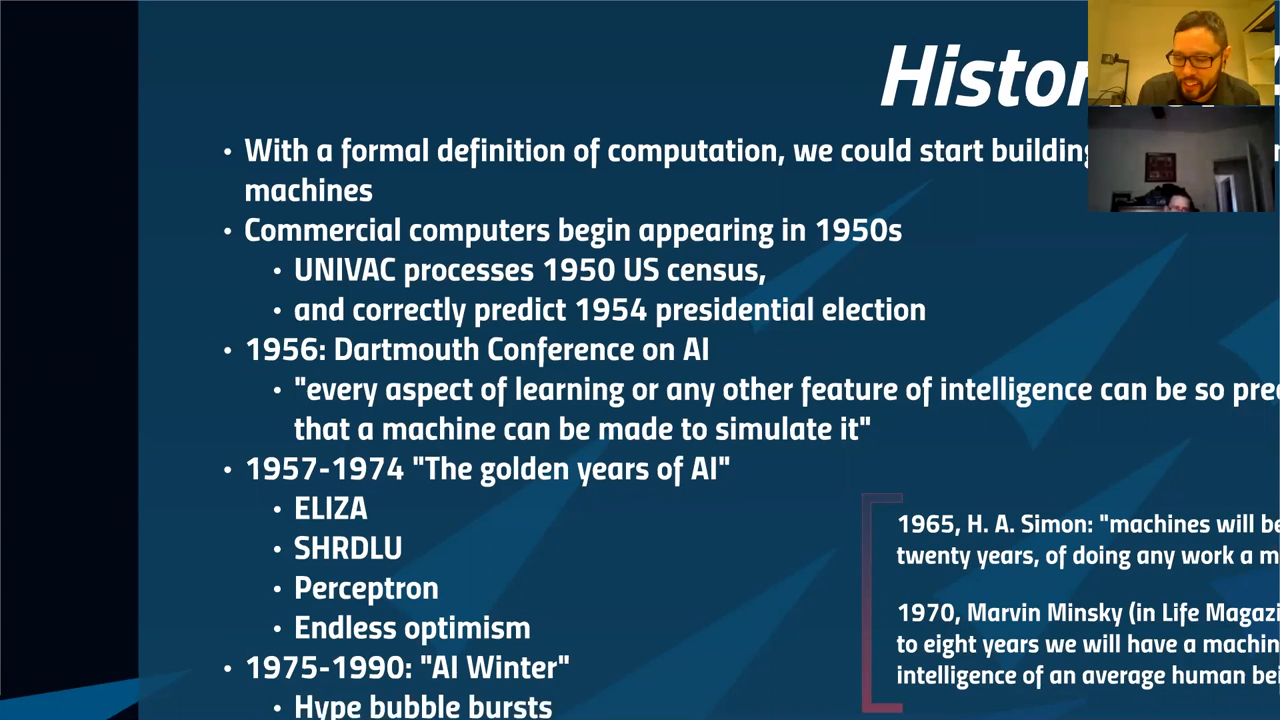 • With a formal definition of computation, we could start building
machines
• Commercial computers begin appearing in 1950s
• UNIVAC processes 1950 US census,
• and correctly predict 1954 presidential election
• 1956: Dartmouth Conference on AI
• "every aspect of learning or any other feature of intelligence can be so
that a machine can be made to simulate it"
• 1957-1974 "The golden years of AI"
• ELIZA
• SHRDLU
• Perceptron
• Endless optimism
• 1975-1990: "AI Winter"
• Hype bubble bursts
1965, H. A. Simon: "machines will be
twenty years, of doing any work a
1970, Marvin Minsky (in Life
to eight years we will have a
intelligence of an average human